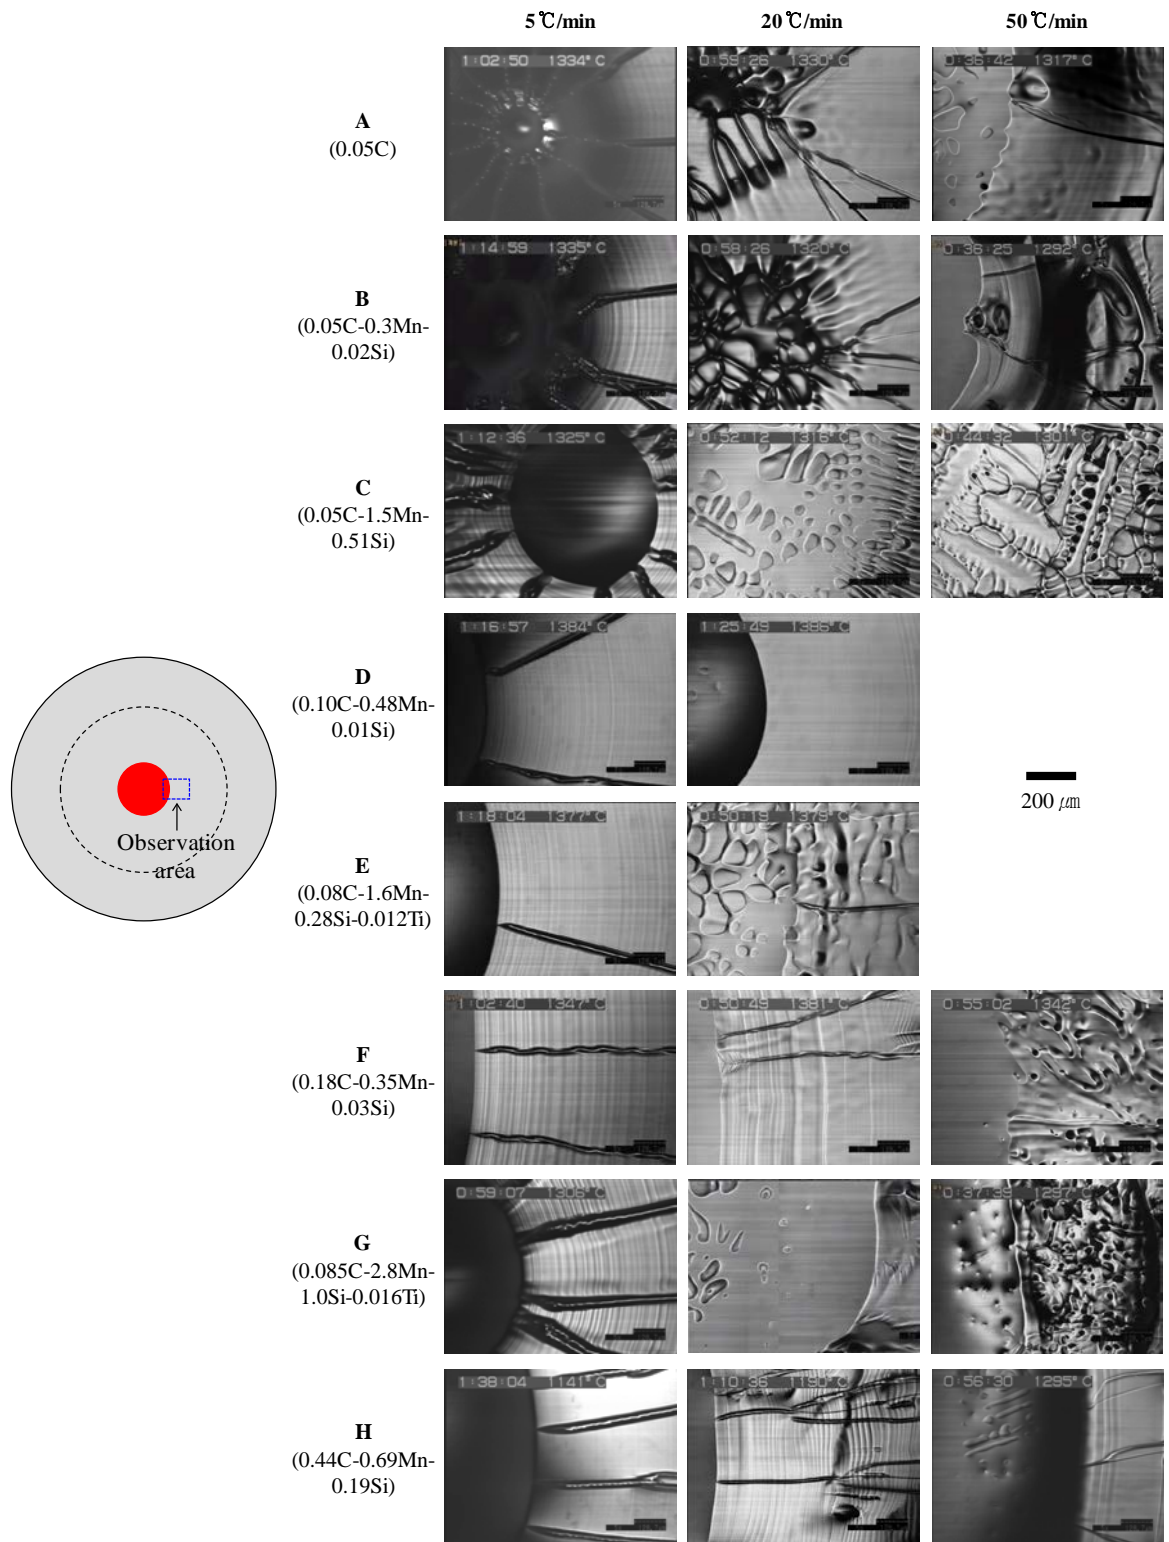 5℃/min 20℃/min 50℃/min
1:02:50 1334°C 0:59:26 1330°C 0:36:42 1317°C
A
(0.05C)
1:14:59 1335°C 0:58:26 1320°C 0:36:25 1292°C
B
(0.05C-0.3Mn-
0.02Si)
1:12:36 1325°C 0:52:12 1316°C 0:44:32 1301°C
C
(0.05C-1.5Mn-
0.51Si)
1:16:57 1384°C 1:25:49 1386°C
D
(0.10C-0.48Mn-
0.01Si)
200 ㎛
Observation
area
1:18:04 1377°C 0:50:19 1379°C
E
(0.08C-1.6Mn-
0.28Si-0.012Ti)
1:02:40 1347°C 0:50:49 1381°C 0:55:02 1342°C
F
(0.18C-0.35Mn-
0.03Si)
0:59:07 1306°C 0:37:39 1297°C
G
(0.085C-2.8Mn-
1.0Si-0.016Ti)
1:38:04 1141°C 1:10:36 1190°C 0:56:30 1295°C
H
(0.44C-0.69Mn-
0.19Si)